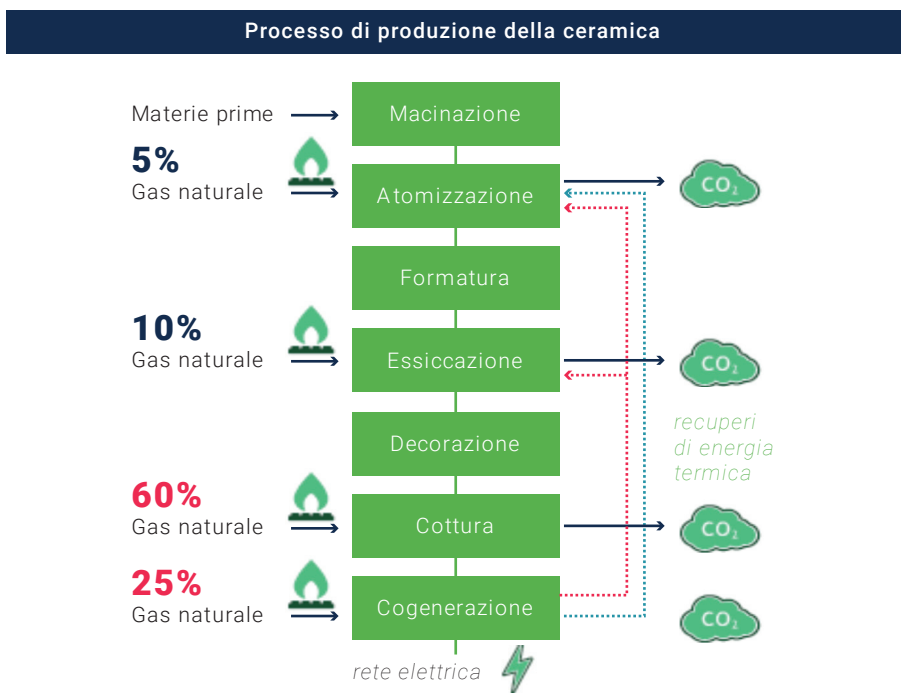 Processo di produzione della ceramica
Materie prime
Macinazione
5%
Gas naturale
Atomizzazione
CO₂
Formatura
10%
Gas naturale
Essiccazione
CO₂
Decorazione
recuperi
di energia
termica
60%
Gas naturale
Cottura
CO₂
25%
Gas naturale
Cogenerazione
CO₂
rete elettrica